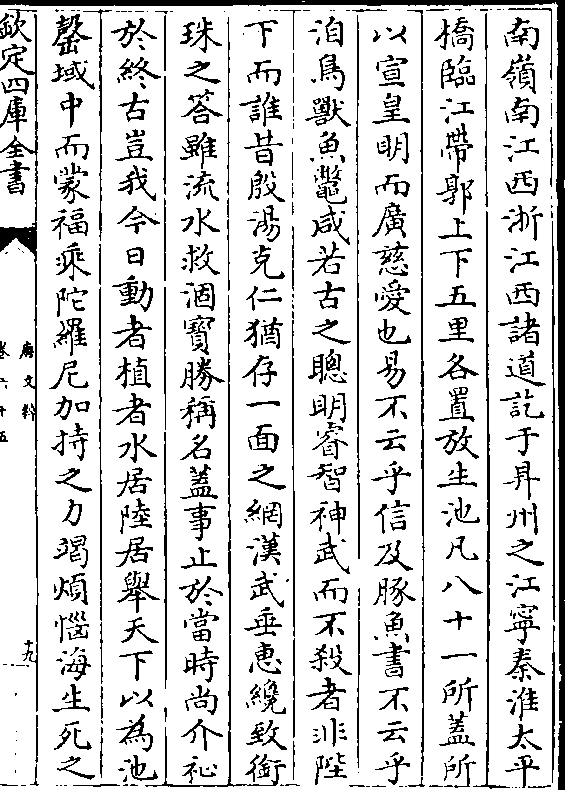 南嶺南江西浙江西諸道訖于昇州之江寧秦淮太平
橋臨江帶郭上下五里各置放生池凡八十一所蓋所
以宣皇明而廣慈愛也易不云乎信及豚魚書不云乎
洎鳥獸魚鼈咸若古之聰明睿智神武而不殺者非陛
下而誰昔殷湯克仁猶存一面之網漢武垂惠纔致銜
珠之答雖流水救涸寶勝稱名蓋事止於當時尚介祉
於終古豈我今日動者植者水居陸居舉天下以為池
罄域中而蒙福乘陀羅尼加持之力竭煩惱海生死之
欽定四庫全書
唐文粹
卷六十五
十九